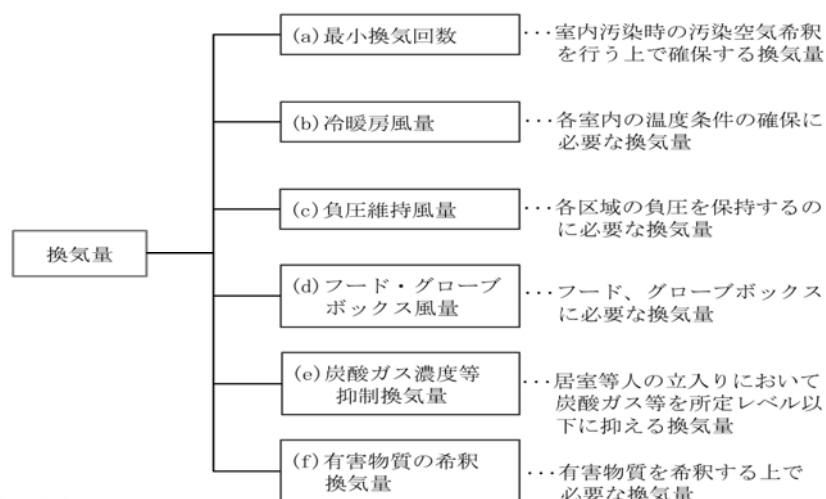 換気量
(a)最小換気回数
···室内汚染時の汚染空気希釈
を行う上で確保する換気量
(b)冷暖房風量
···各室内の温度条件の確保に
必要な換気量
(c)負圧維持風量
···各区域の負圧を保持するの
に必要な換気量
(d)フード・グローブ
ボックス風量
···フード、グローブボックス
に必要な換気量
(e)炭酸ガス濃度等
抑制換気量
···居室等人の立入りにおいて
炭酸ガス等を所定レベル以
下に抑える換気量
(f)有害物質の希釈
換気量
···有害物質を希釈する上で
必要な換気量